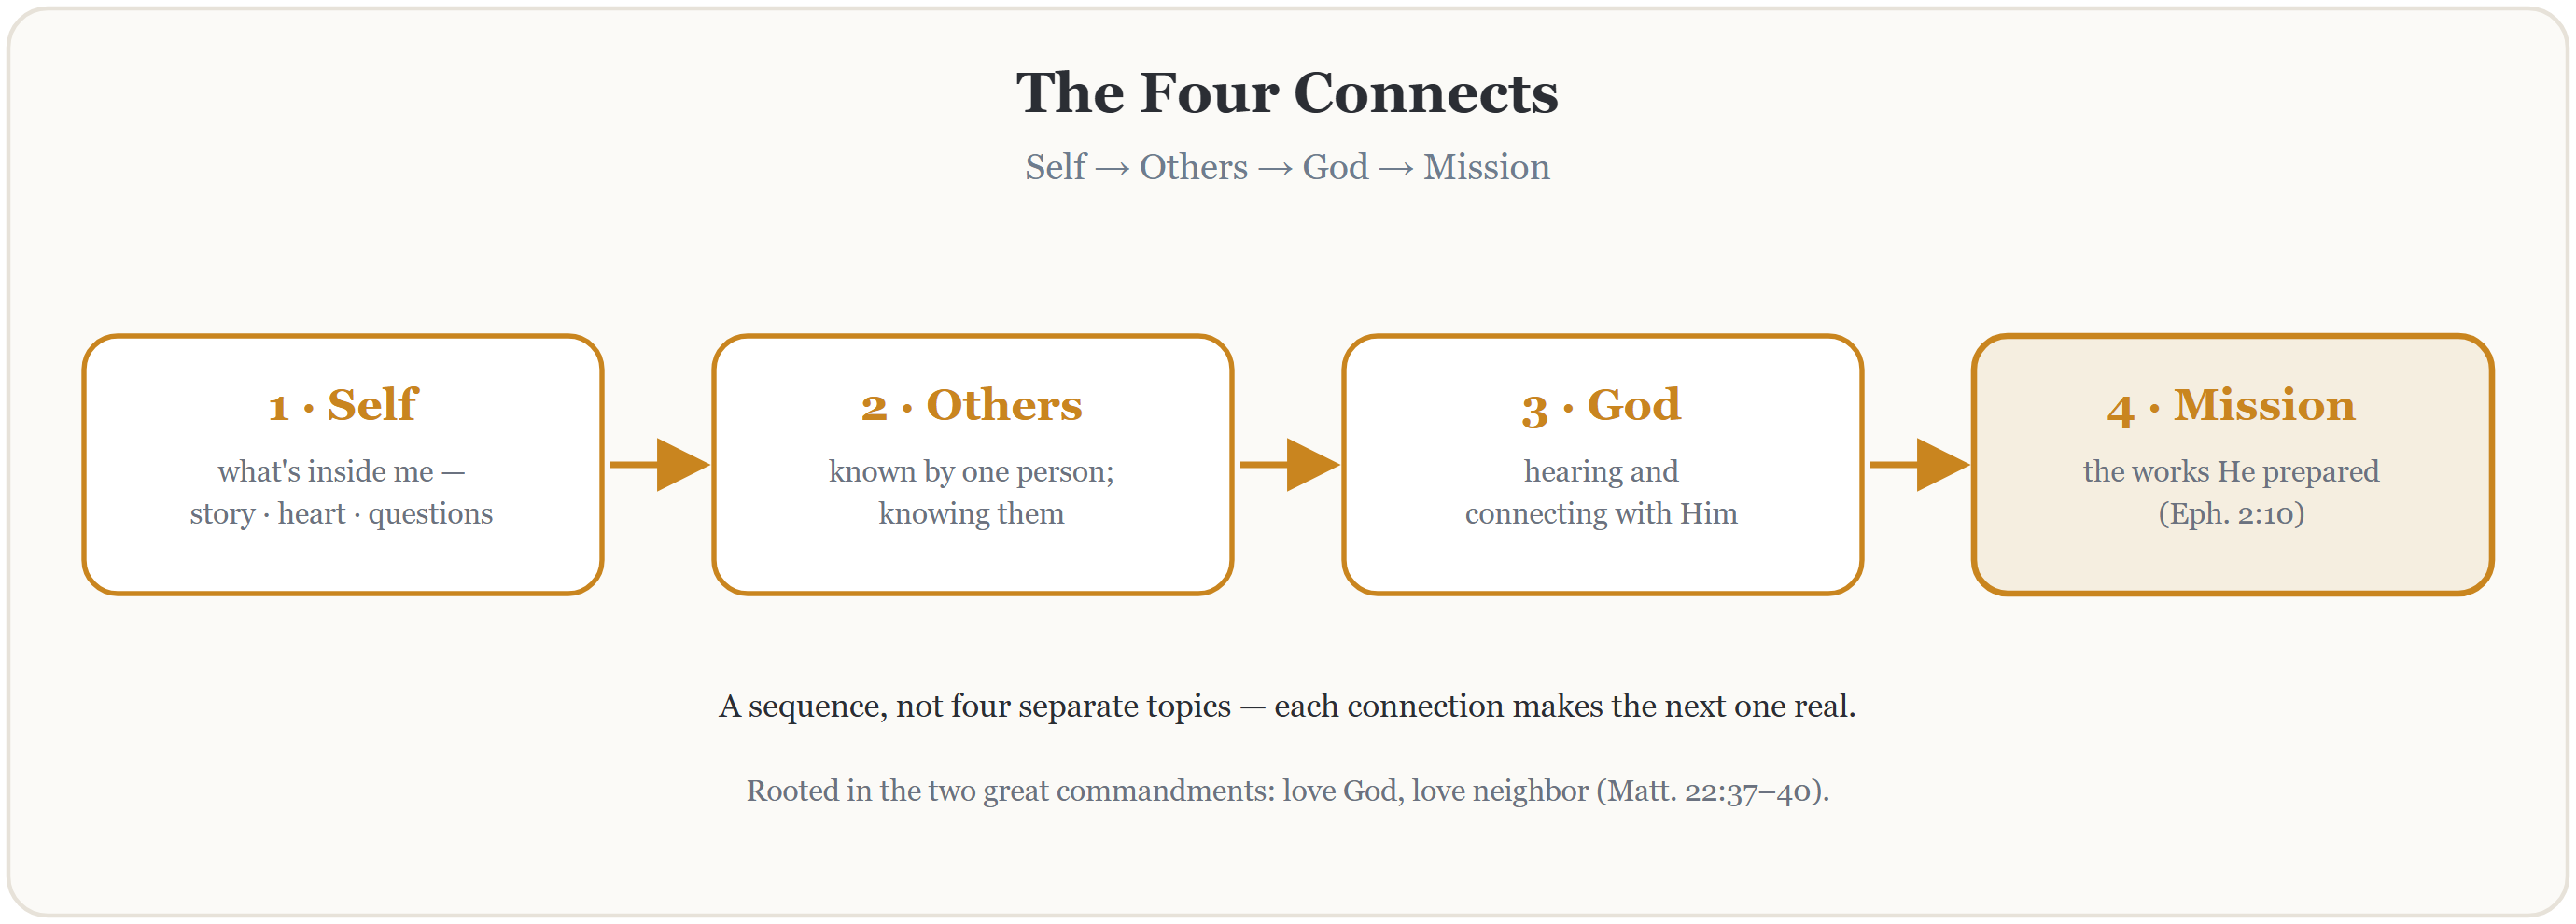 The Four Connects
Self → Others → God → Mission
1 · Self
what's inside me —
story · heart · questions
2 · Others
known by one person;
knowing them
3 · God
hearing and
connecting with Him
4 · Mission
the works He prepared
(Eph. 2:10)
A sequence, not four separate topics — each connection makes the next one real.
Rooted in the two great commandments: love God, love neighbor (Matt. 22:37–40).